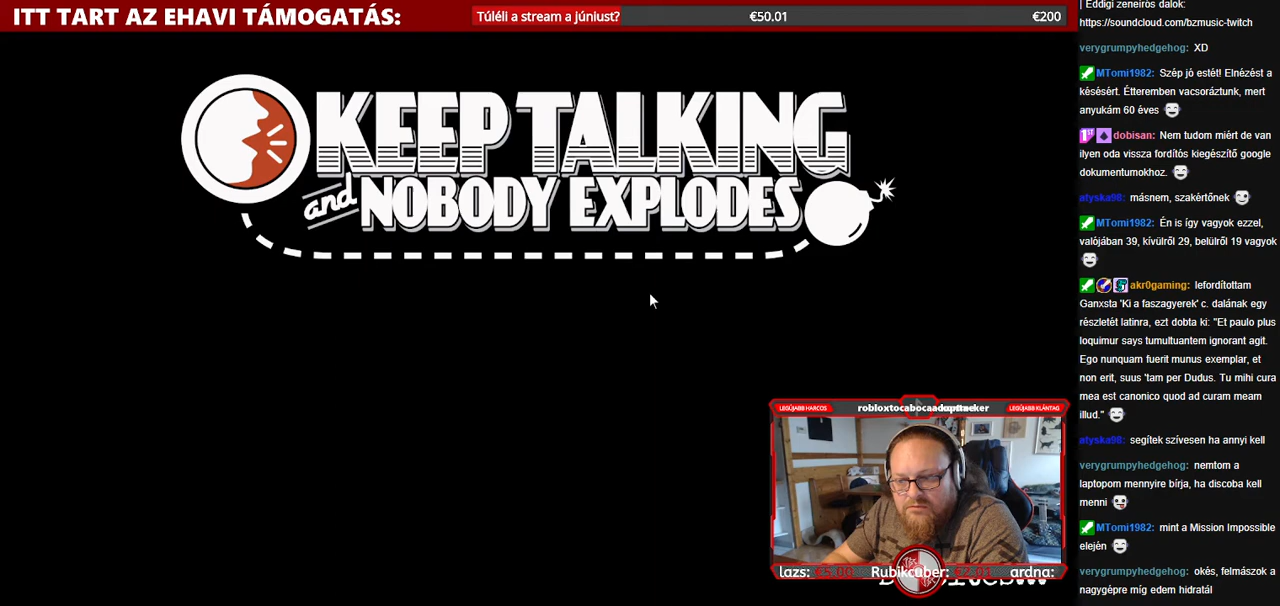 ITT TART AZ EHAVI TÁMOGATÁS:
Túléli a stream a júniust?
€50.01
€200
KEEP TALKING
and NOBODY EXPLODES
LEGÚJABB HARCOS
LEGÚJABB KLÁNTAG
lazs: €5.00 Rubikcuber: ardna:
| Eddigi zeneírós dalok:
https://soundcloud.com/bzmusic-twitch
verygrumpyhedgehog: XD
MTomi1982: Szép jó estét! Elnézést a
késésért. Étteremben vacsoráztunk, mert
anyukám 60 éves
dobisan: Nem tudom miért de van
ilyen oda vissza fordítós kiegészítő google
dokumentumokhoz.
atyska98: másnem, szakértőnek
MTomi1982: Én is így vagyok ezzel,
valójában 39, kívülről 29, belülről 19 vagyok
akr0gaming: lefordítottam
Ganxsta 'Ki a faszagyerek' c. dalának egy
részletét latinra, ezt dobta ki: "Et paulo plus
loquimur says tumultuantem ignorant agit.
Ego nunquam fuerit munus exemplar, et
non erit, suus 'tam per Dudus. Tu mihi cura
mea est canonico quod ad curam meam
illud."
atyska98: segítek szívesen ha annyi kell
verygrumpyhedgehog: nemtom a
laptopom mennyire bírja, ha discoba kell
menni
MTomi1982: mint a Mission Impossible
elején
verygrumpyhedgehog: okés, felmászok a
nagygépre míg edem hidratál